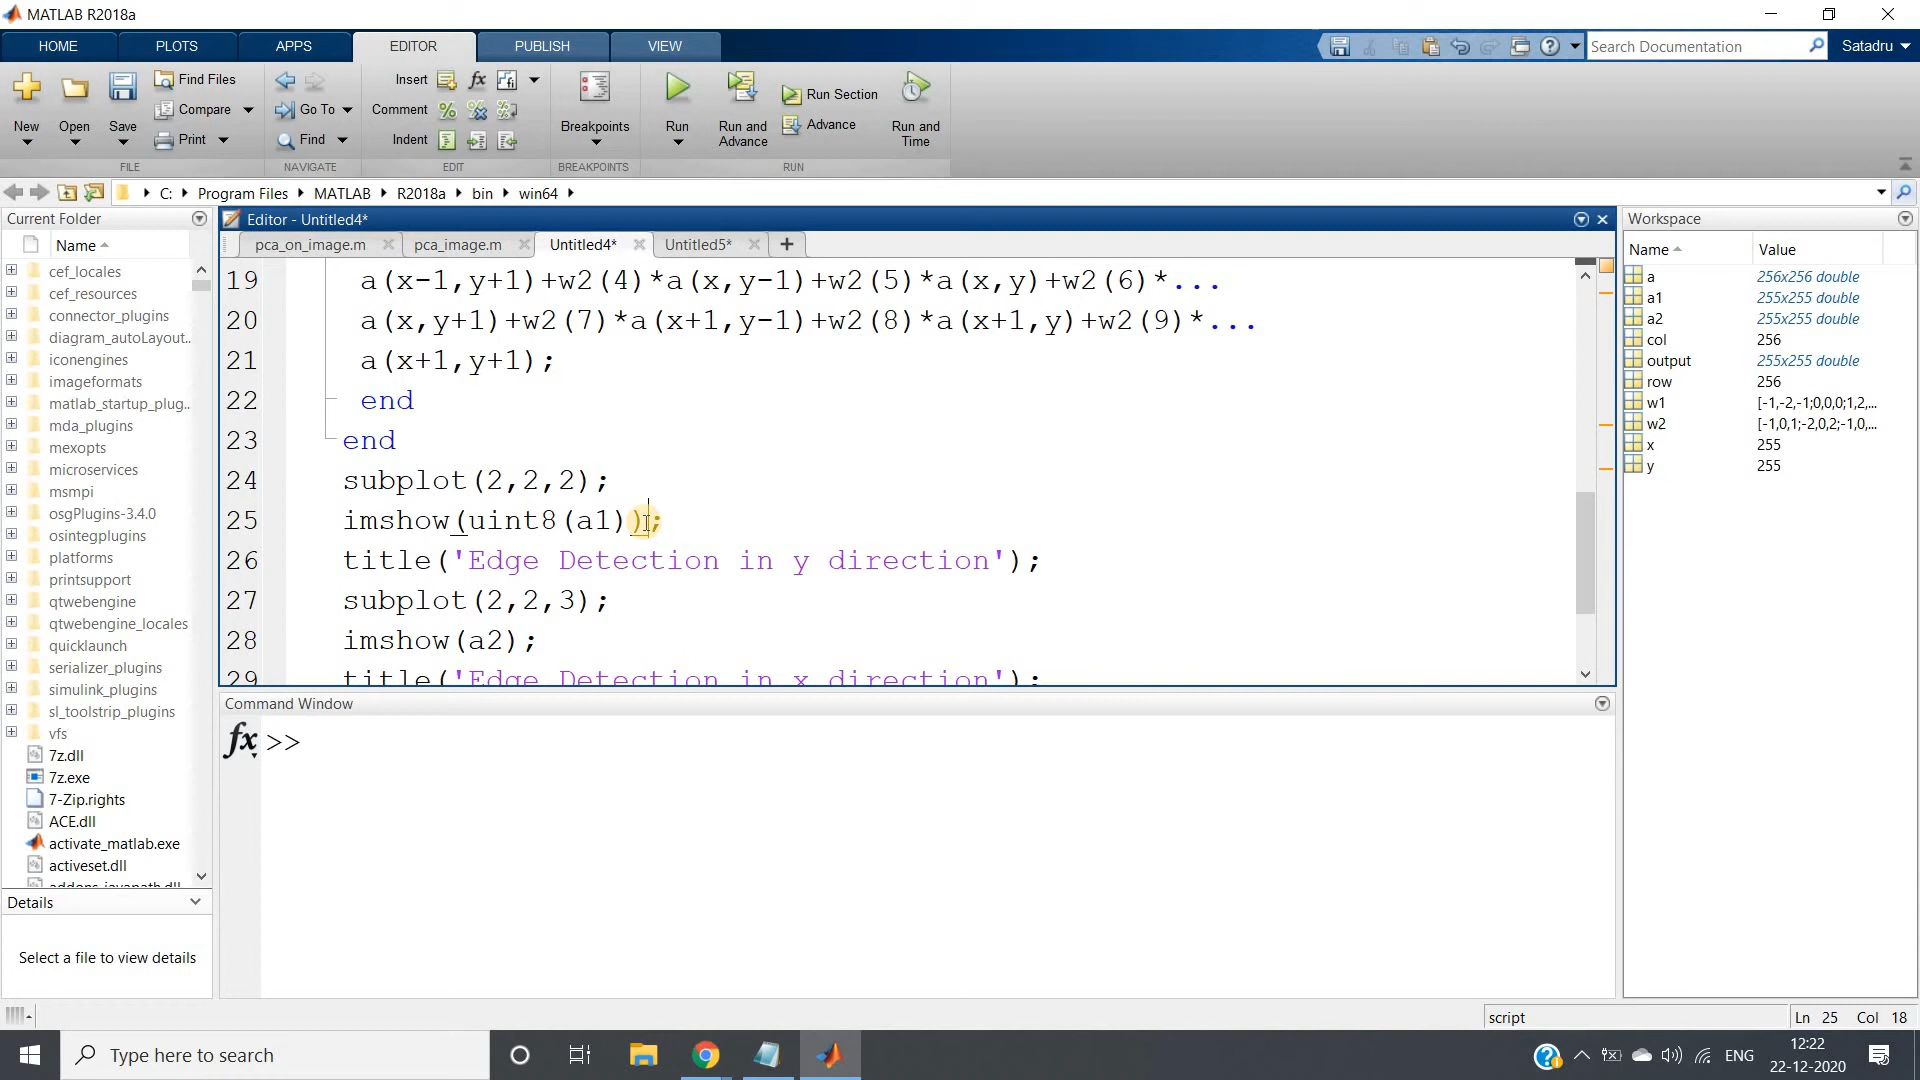 MATLAB R2018a
HOME PLOTS APPS EDITOR PUBLISH VIEW
Search Documentation
Satadru
New Open Save
Find Files
Compare
Print
FILE
Go To
Find
NAVIGATE
Insert
Comment
Indent
EDIT
Breakpoints
BREAKPOINTS
Run
Run and Advance
Run Section
Advance
Run and Time
RUN
C: Program Files MATLAB R2018a bin win64
Current Folder
Name
cef_locales
cef_resources
connector_plugins
diagram_autoLayout..
iconengines
imageformats
matlab_startup_plug..
mda_plugins
mexopts
microservices
msmpi
osgPlugins-3.4.0
osintegplugins
platforms
printsupport
qtwebengine
qtwebengine_locales
quicklaunch
serializer_plugins
simulink_plugins
sl_toolstrip_plugins
vfs
7z.dll
7z.exe
7-Zip.rights
ACE.dll
activate_matlab.exe
activeset.dll
Details
Select a file to view details
Editor - Untitled4*
pca_on_image.m pca_image.m Untitled4* Untitled5*
19 a(x-1,y+1)+w2(4)*a(x,y-1)+w2(5)*a(x,y)+w2(6)*...
20 a(x,y+1)+w2(7)*a(x+1,y-1)+w2(8)*a(x+1,y)+w2(9)*...
21 a(x+1,y+1);
22 end
23 end
24 subplot(2,2,2);
25 imshow(uint8(a1));
26 title('Edge Detection in y direction');
27 subplot(2,2,3);
28 imshow(a2);
29 title('Edge Detection in x direction');
Command Window
fx >>
Workspace
Name Value
a 256x256 double
a1 255x255 double
a2 255x255 double
col 256
output 255x255 double
row 256
w1 [-1,-2,-1;0,0,0;1,2,...
w2 [-1,0,1;-2,0,2;-1,0,...
x 255
y 255
script
Ln 25 Col 18
Type here to search
ENG
12:22
22-12-2020